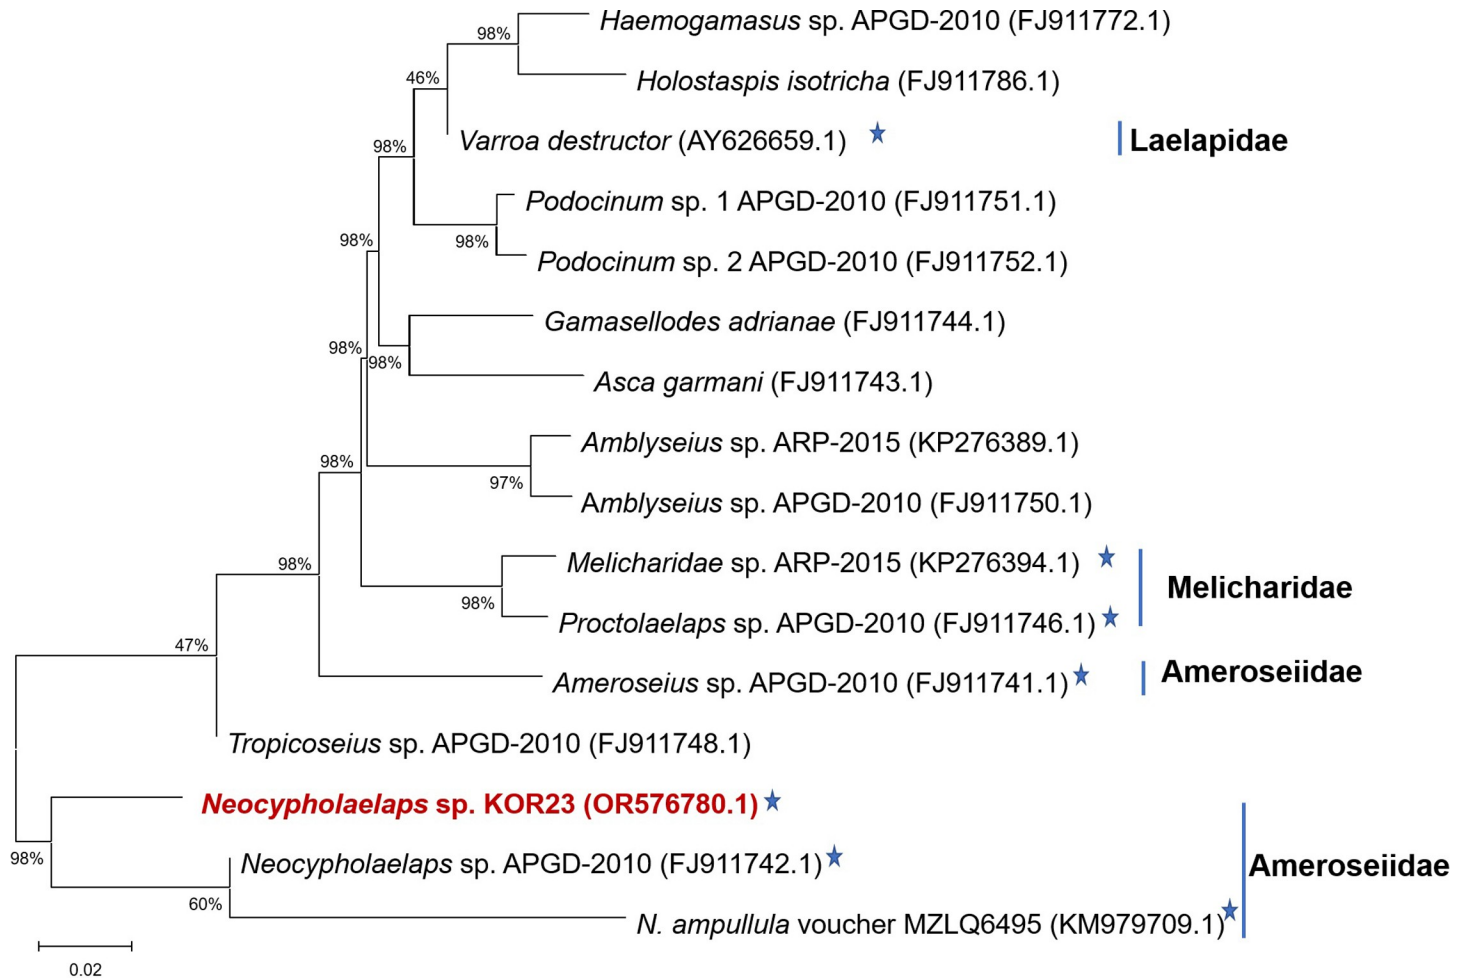 Haemogamasus sp. APGD-2010 (FJ911772.1)
98%
Holostaspis isotricha (FJ911786.1)
46%
Varroa destructor (AY626659.1)
Laelapidae
98%
Podocinum sp. 1 APGD-2010 (FJ911751.1)
98%
98%
Podocinum sp. 2 APGD-2010 (FJ911752.1)
Gamasellodes adrianae (FJ911744.1)
98%
98%
Asca garmani (FJ911743.1)
Amblyseius sp. ARP-2015 (KP276389.1)
98%
97%
Amblyseius sp. APGD-2010 (FJ911750.1)
Melicharidae sp. ARP-2015 (KP276394.1)
98%
Melicharidae
98%
Proctolaelaps sp. APGD-2010 (FJ911746.1)
47%
Ameroseius sp. APGD-2010 (FJ911741.1)
Ameroseiidae
Tropicoseius sp. APGD-2010 (FJ911748.1)
Neocypholaelaps sp. KOR23 (OR576780.1)
98%
Neocypholaelaps sp. APGD-2010 (FJ911742.1)
Ameroseiidae
60%
N. ampullula voucher MZLQ6495 (KM979709.1)
0.02